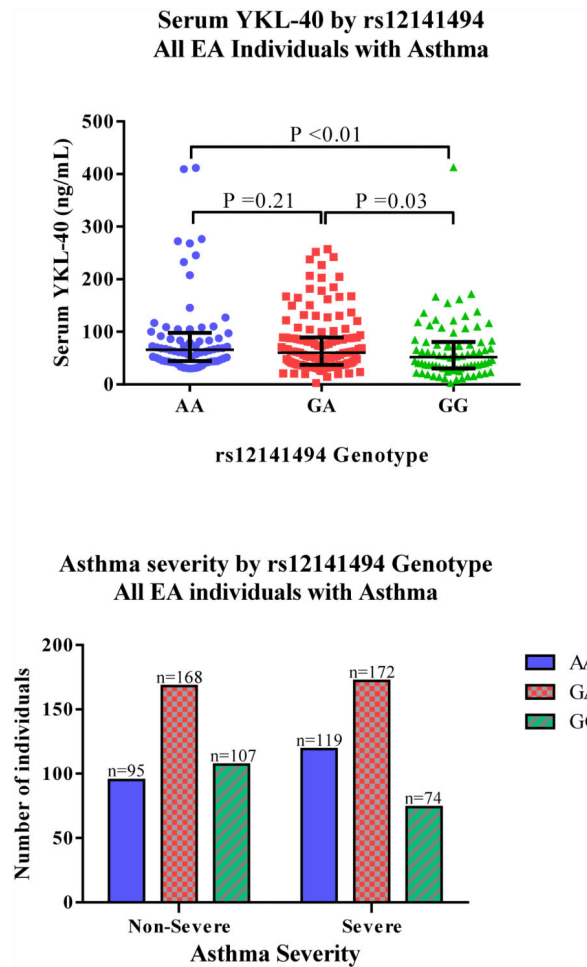 Serum YKL-40 by rs12141494
All EA Individuals with Asthma
Serum YKL-40 (ng/mL)
500
400
300
200
100
0
P <0.01
P =0.21
P =0.03
AA
GA
GG
rs12141494 Genotype
Asthma severity by rs12141494 Genotype
All EA individuals with Asthma
Number of individuals
200
150
100
50
0
n=95
n=168
n=107
n=119
n=172
n=74
Non-Severe
Severe
Asthma Severity